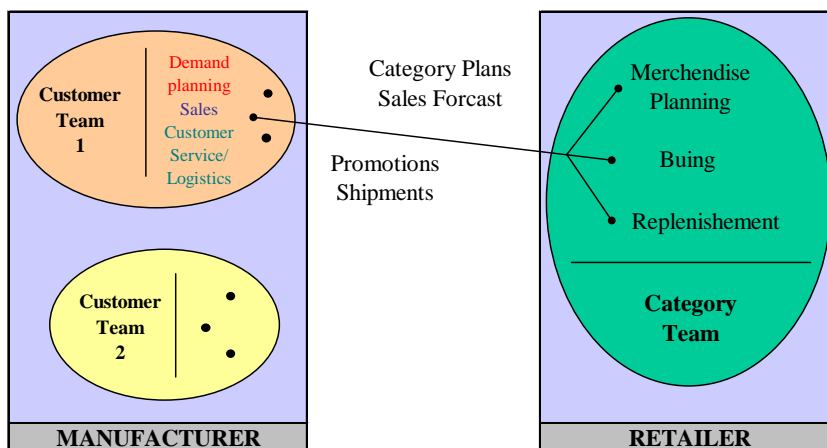 Customer
Team
1
Demand
planning
Sales
Customer
Service/
Logistics
Category Plans
Sales Forcast
Promotions
Shipments
Merchendise
Planning
Buing
Replenishement
Category
Team
Customer
Team
2
MANUFACTURER
RETAILER